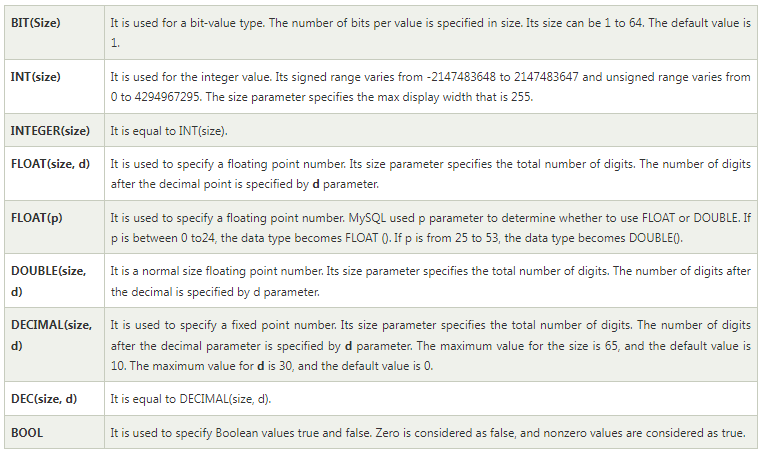 BIT(Size) It is used for a bit-value type. The number of bits per value is specified in size. Its size can be 1 to 64. The default value is
1.
INT(size) It is used for the integer value. Its signed range varies from -2147483648 to 2147483647 and unsigned range varies from
0 to 4294967295. The size parameter specifies the max display width that is 255.
INTEGER(size) It is equal to INT(size).
FLOAT(size, d) It is used to specify a floating point number. Its size parameter specifies the total number of digits. The number of digits
after the decimal point is specified by d parameter.
FLOAT(p) It is used to specify a floating point number. MySQL used p parameter to determine whether to use FLOAT or DOUBLE. If
p is between 0 to24, the data type becomes FLOAT (). If p is from 25 to 53, the data type becomes DOUBLE().
DOUBLE(size, It is a normal size floating point number. Its size parameter specifies the total number of digits. The number of digits after
d) the decimal is specified by d parameter.
DECIMAL(size, It is used to specify a fixed point number. Its size parameter specifies the total number of digits. The number of digits
d) after the decimal parameter is specified by d parameter. The maximum value for the size is 65, and the default value is
10. The maximum value for d is 30, and the default value is 0.
DEC(size, d) It is equal to DECIMAL(size, d).
BOOL It is used to specify Boolean values true and false. Zero is considered as false, and nonzero values are considered as true.